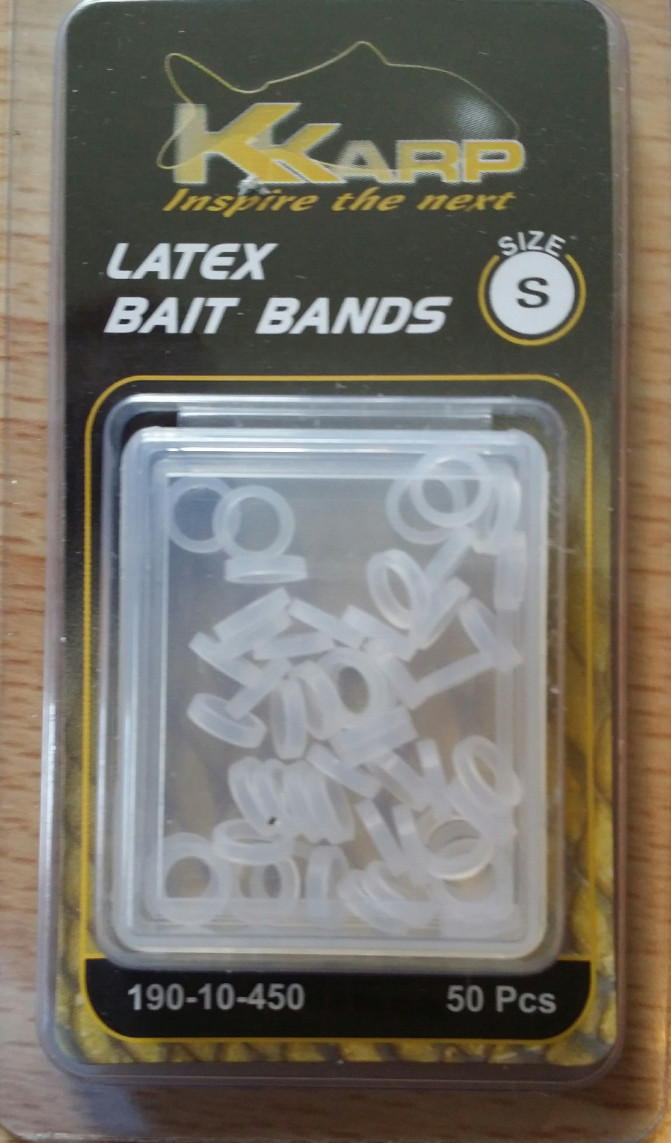 KKARP
Inspire the next
LATEX
BAIT BANDS
SIZE
S
190-10-450
50 Pcs